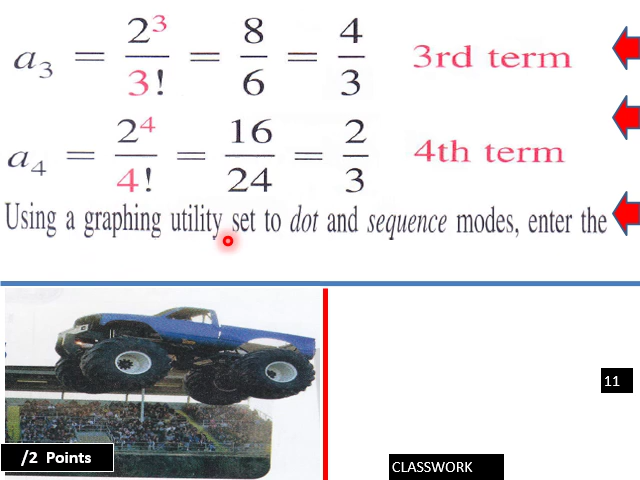 a₃ = 2³/3! = 8/6 = 4/3 3rd term
a₄ = 2⁴/4! = 16/24 = 2/3 4th term
Using a graphing utility set to dot and sequence modes, enter the
11
/2 Points
CLASSWORK